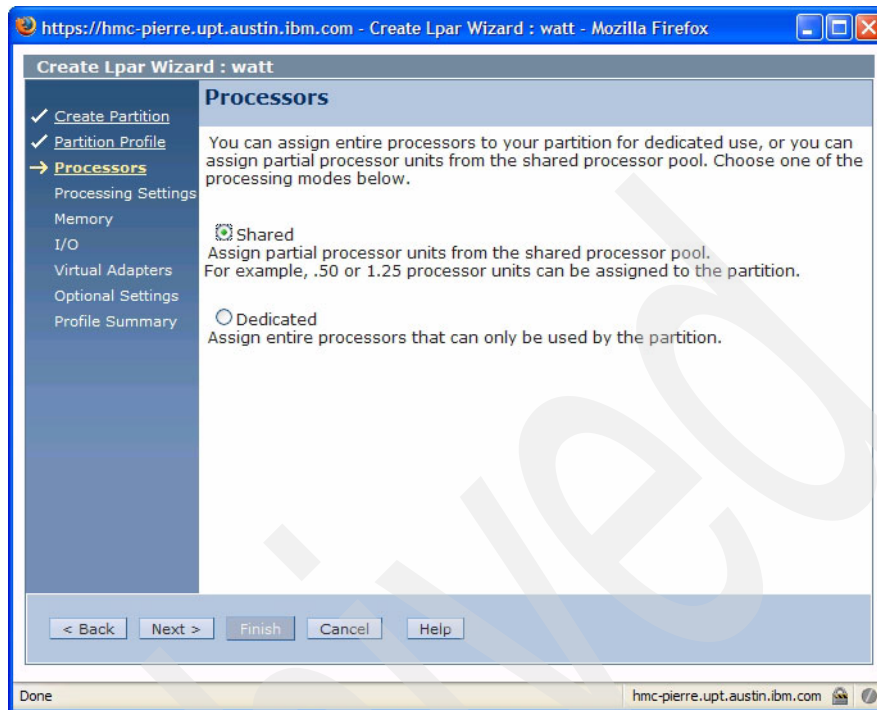 https://hmc-pierre.upt.austin.ibm.com - Create Lpar Wizard : watt - Mozilla Firefox
Create Lpar Wizard : watt
Create Partition
Partition Profile
Processors
Processing Settings
Memory
I/O
Virtual Adapters
Optional Settings
Profile Summary
Processors
You can assign entire processors to your partition for dedicated use, or you can
assign partial processor units from the shared processor pool. Choose one of the
processing modes below.
Shared
Assign partial processor units from the shared processor pool.
For example, .50 or 1.25 processor units can be assigned to the partition.
Dedicated
Assign entire processors that can only be used by the partition.
< Back
Next >
Finish
Cancel
Help
Done
hmc-pierre.upt.austin.ibm.com